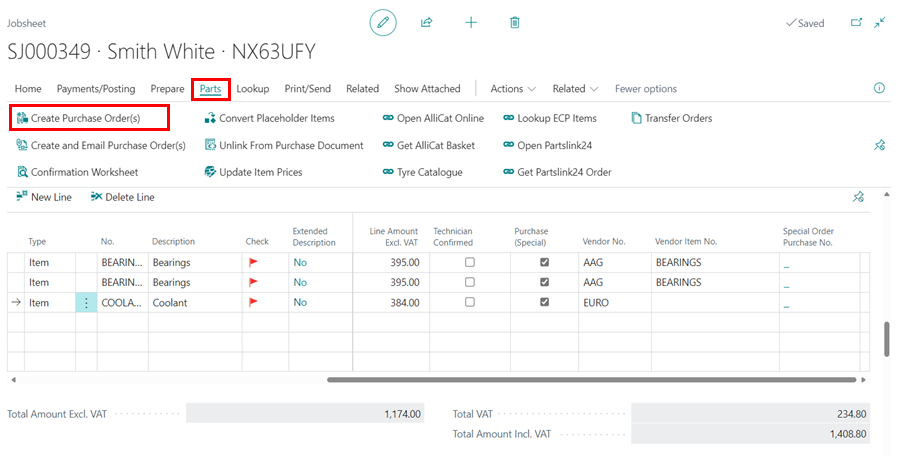 Jobsheet
Saved
SJ000349 · Smith White · NX63UFY
Home Payments/Posting Prepare Parts Lookup Print/Send Related Show Attached Actions Related Fewer options
Create Purchase Order(s) Convert Placeholder Items Open AlliCat Online Lookup ECP Items Transfer Orders
Create and Email Purchase Order(s) Unlink From Purchase Document Get AlliCat Basket Open Partslink24
Confirmation Worksheet Update Item Prices Tyre Catalogue Get Partslink24 Order
New Line Delete Line
Type No. Description Check Extended Description Line Amount Excl. VAT Technician Confirmed Purchase (Special) Vendor No. Vendor Item No. Special Order Purchase No.
Item BEARIN... Bearings No 395.00 AAG BEARINGS _
Item BEARIN... Bearings No 395.00 AAG BEARINGS _
Item COOLA... Coolant No 384.00 EURO _
Total Amount Excl. VAT 1,174.00 Total VAT 234.80
Total Amount Incl. VAT 1,408.80